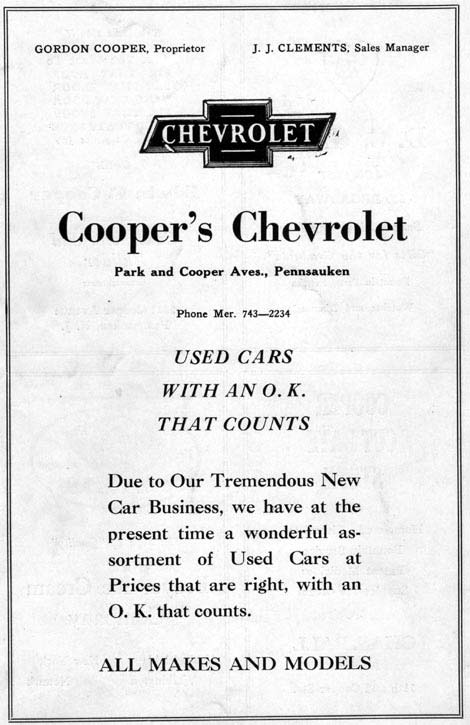 GORDON COOPER, Proprietor J. J. CLEMENTS, Sales Manager
CHEVROLET
Cooper's Chevrolet
Park and Cooper Aves., Pennsauken
Phone Mer. 743—2234
USED CARS
WITH AN O. K.
THAT COUNTS
Due to Our Tremendous New
Car Business, we have at the
present time a wonderful as-
sortment of Used Cars at
Prices that are right, with an
O. K. that counts.
ALL MAKES AND MODELS